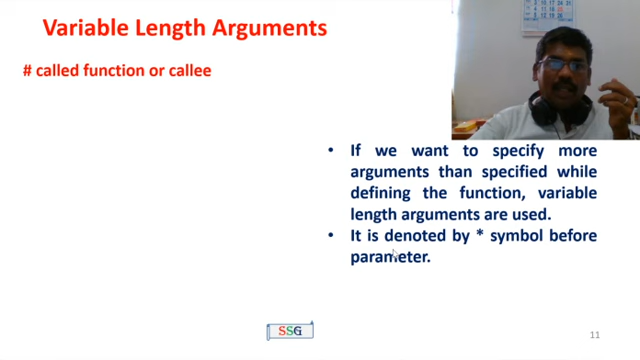 Variable Length Arguments
# called function or callee
• If we want to specify more
arguments than specified while
defining the function, variable
length arguments are used.
• It is denoted by * symbol before
parameter.
SSG
11